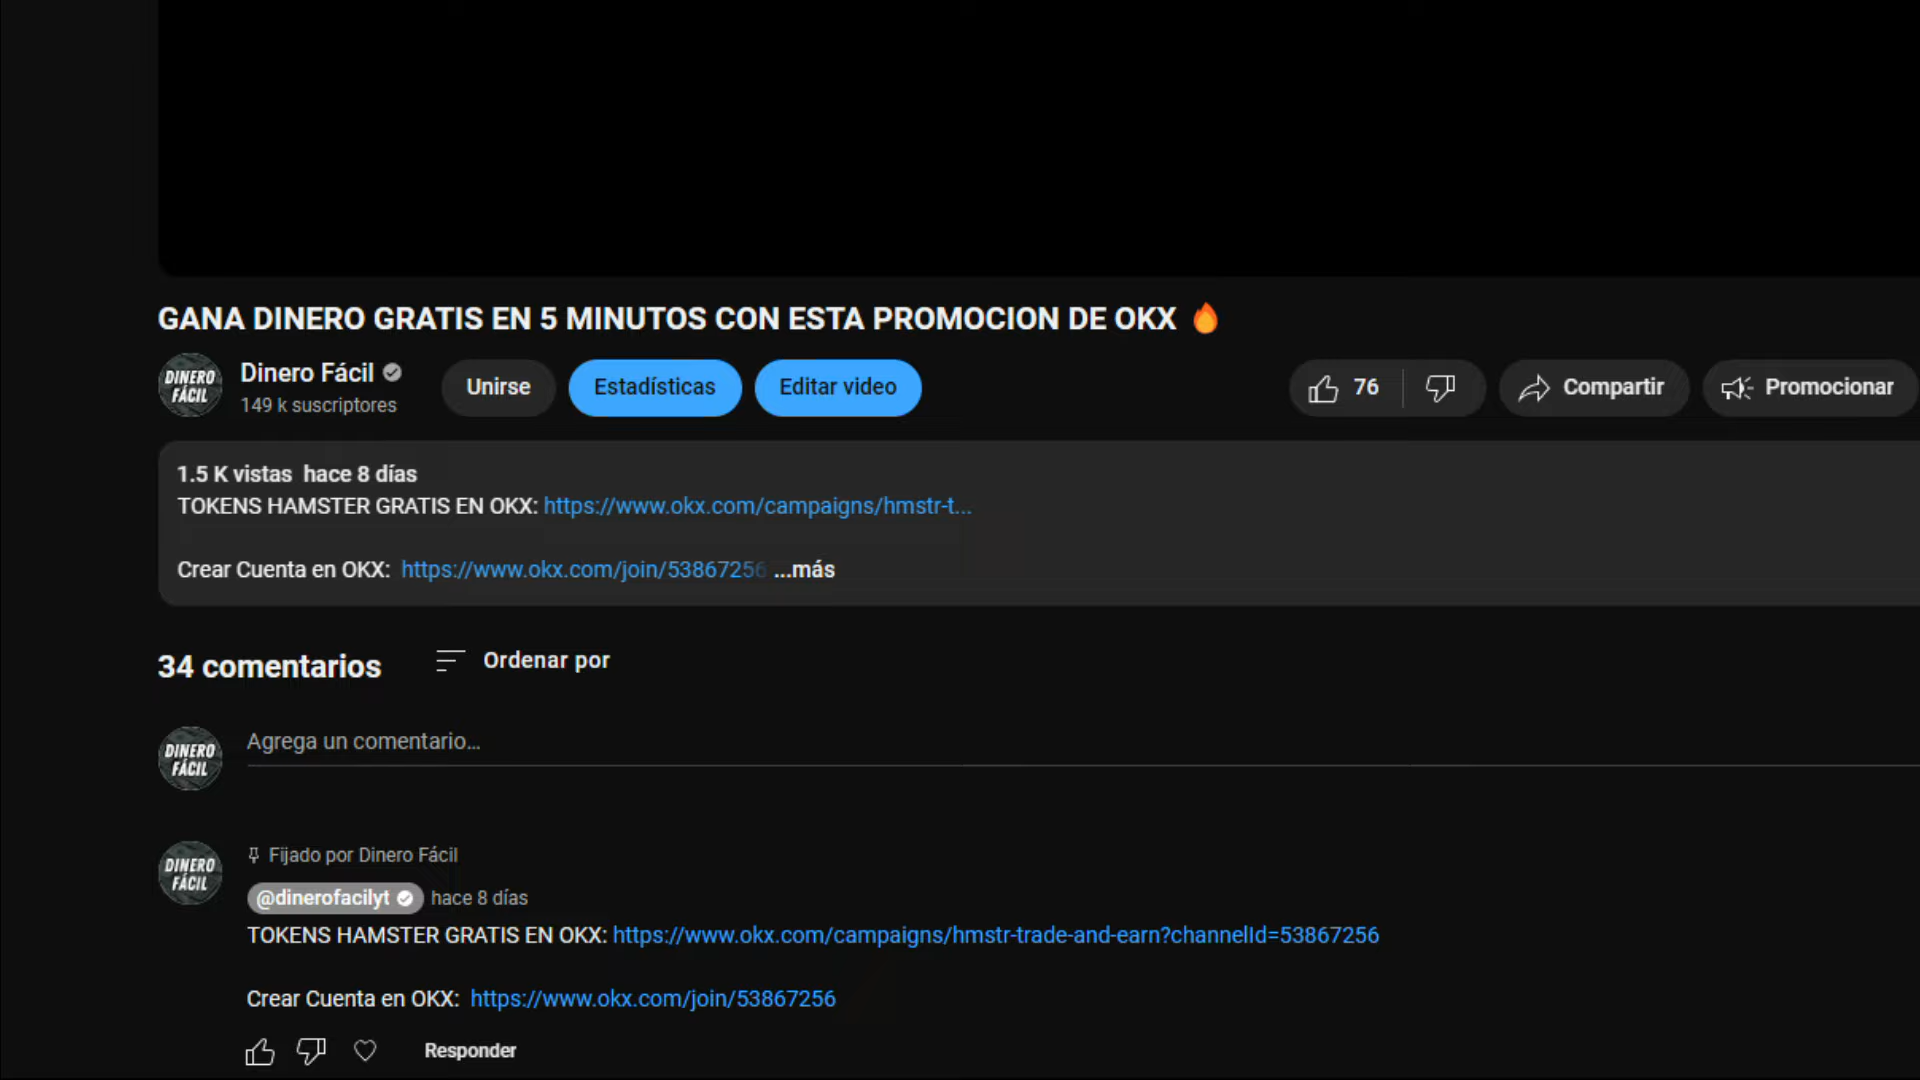 GANA DINERO GRATIS EN 5 MINUTOS CON ESTA PROMOCION DE OKX 🔥
DINERO FÁCIL
Dinero Fácil
149 k suscriptores
Unirse
Estadísticas
Editar video
76
Compartir
Promocionar
1.5 K vistas hace 8 días
TOKENS HAMSTER GRATIS EN OKX: https://www.okx.com/campaigns/hmstr-t...
Crear Cuenta en OKX: https://www.okx.com/join/53867256 ...más
34 comentarios
Ordenar por
DINERO FÁCIL
Agrega un comentario...
DINERO FÁCIL
Fijado por Dinero Fácil
@dinerofacilyt hace 8 días
TOKENS HAMSTER GRATIS EN OKX: https://www.okx.com/campaigns/hmstr-trade-and-earn?channelId=53867256
Crear Cuenta en OKX: https://www.okx.com/join/53867256
Responder